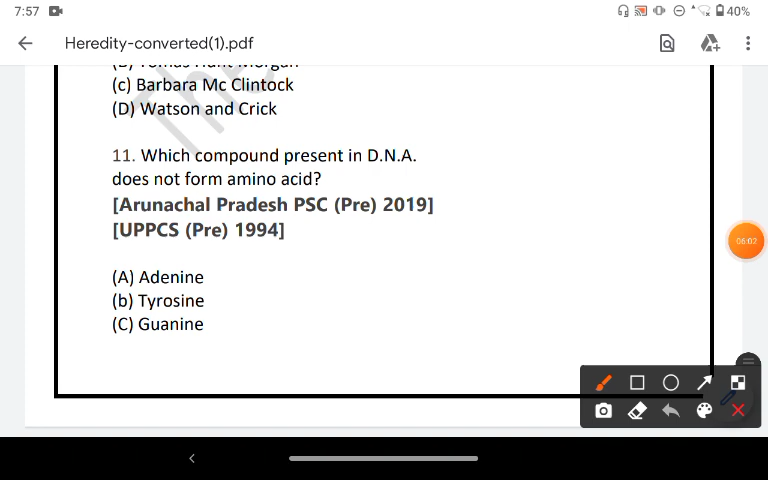 7:57
40%
Heredity-converted(1).pdf
(c) Barbara Mc Clintock
(D) Watson and Crick
11. Which compound present in D.N.A.
does not form amino acid?
[Arunachal Pradesh PSC (Pre) 2019]
[UPPCS (Pre) 1994]
(A) Adenine
(b) Tyrosine
(C) Guanine
06:02